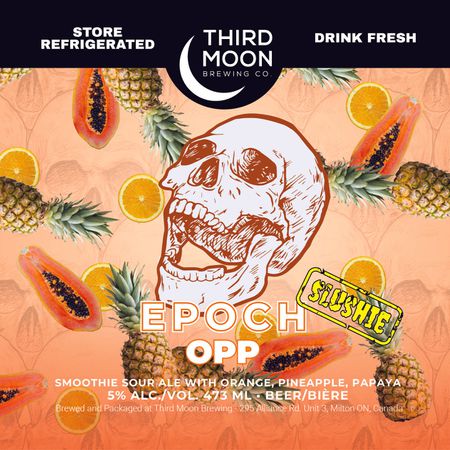 STORE
REFRIGERATED
THIRD
MOON
BREWING CO.
DRINK FRESH
SLUSHIE
EPOCH
OPP
SMOOTHIE SOUR ALE WITH ORANGE, PINEAPPLE, PAPAYA
5% ALC./VOL. 473 ML • BEER/BIÈRE
Brewed and Packaged at Third Moon Brewing - 295 Alliance Rd. Unit 3, Milton ON, Canada